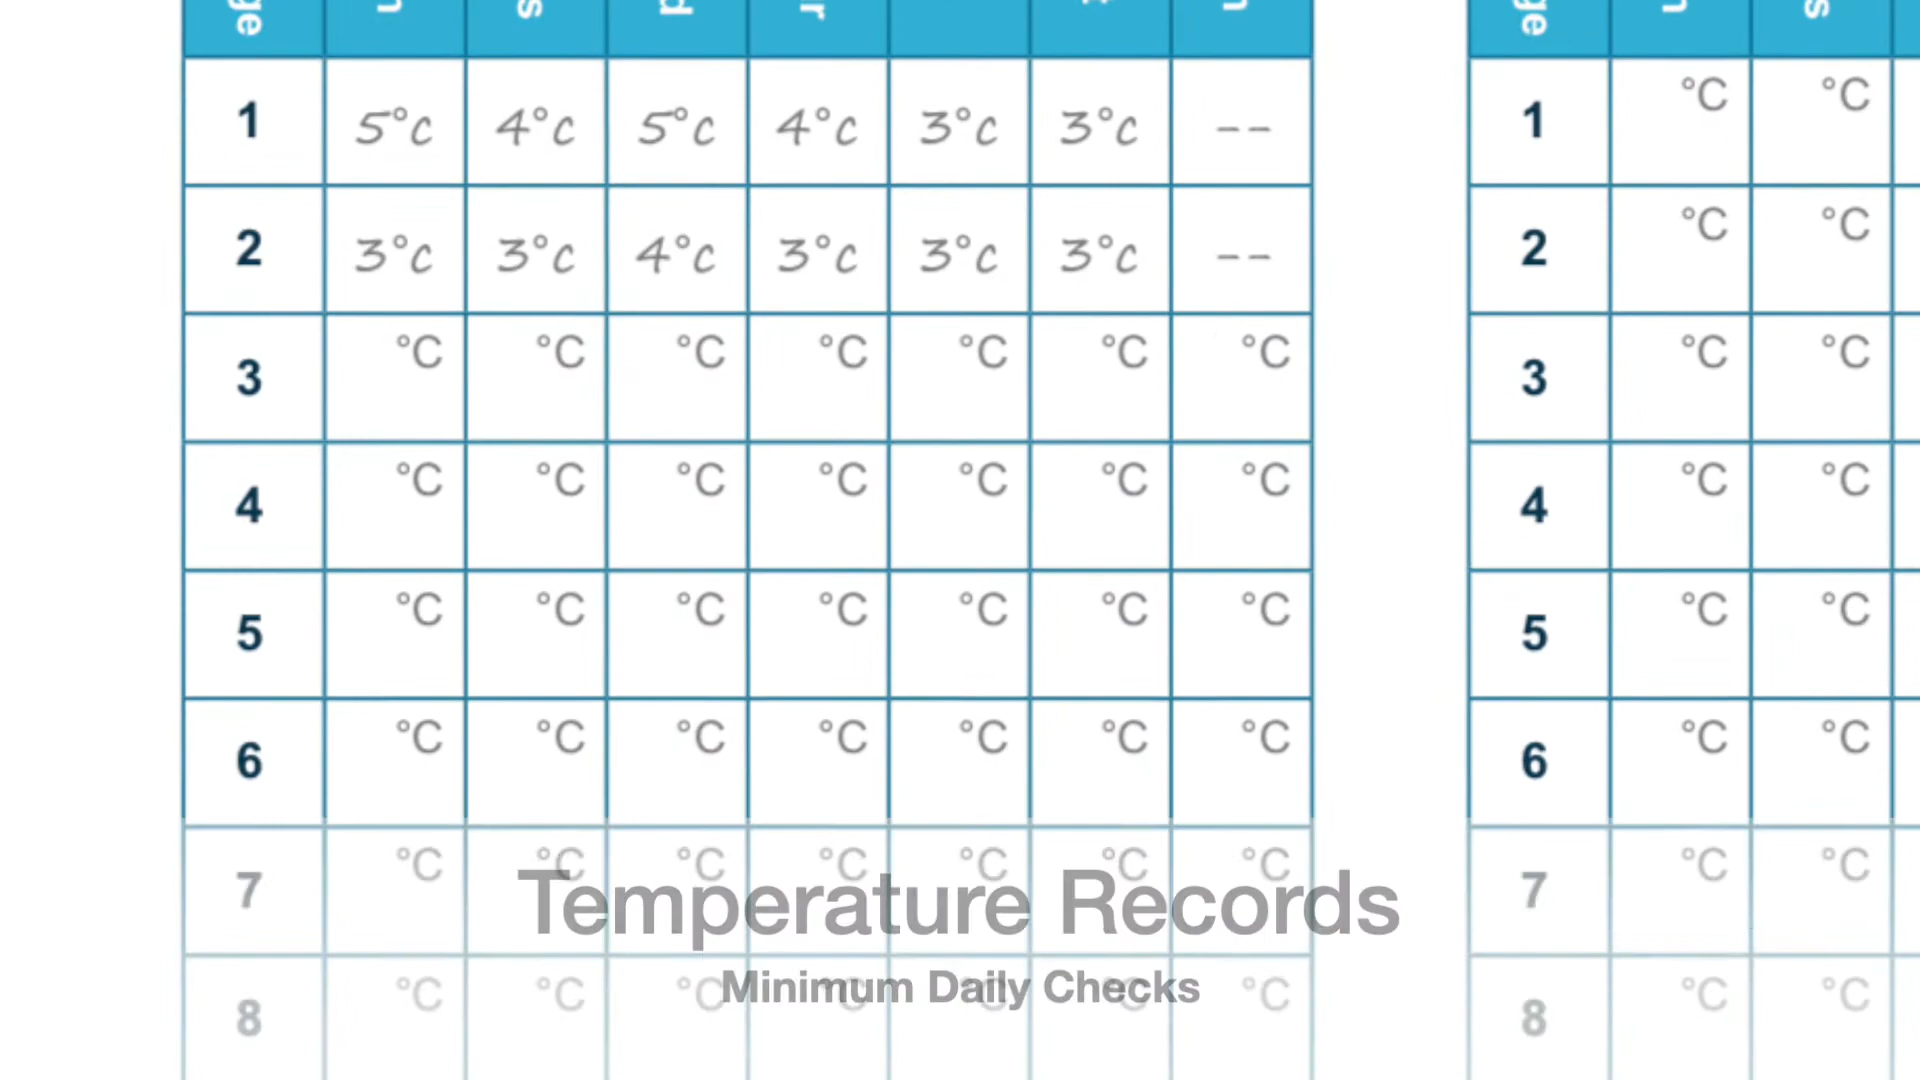 1 5°c 4°c 5°c 4°c 3°c 3°c -- 1 °C °C
2 3°c 3°c 4°c 3°c 3°c 3°c -- 2 °C °C
3 °C °C °C °C °C °C °C 3 °C °C
4 °C °C °C °C °C °C °C 4 °C °C
5 °C °C °C °C °C °C °C 5 °C °C
6 °C °C °C °C °C °C °C 6 °C °C
7 °C °C °C °C °C °C °C 7 °C °C
Temperature Records
8 °C °C °C °C °C °C °C 8 °C °C
Minimum Daily Checks